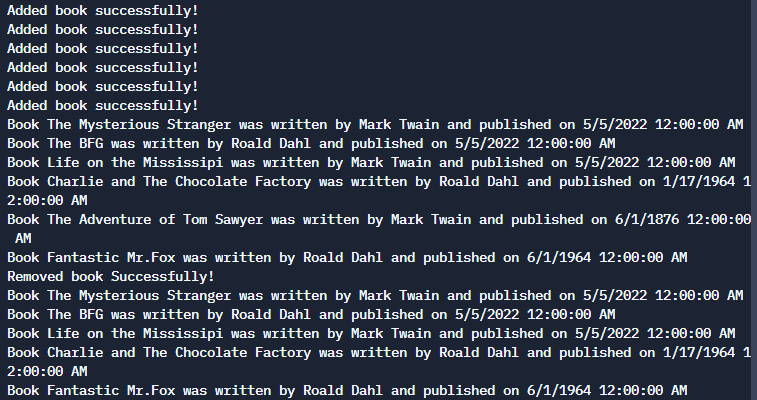 Added book successfully!
Added book successfully!
Added book successfully!
Added book successfully!
Added book successfully!
Added book successfully!
Book The Mysterious Stranger was written by Mark Twain and published on 5/5/2022 12:00:00 AM
Book The BFG was written by Roald Dahl and published on 5/5/2022 12:00:00 AM
Book Life on the Mississipi was written by Mark Twain and published on 5/5/2022 12:00:00 AM
Book Charlie and The Chocolate Factory was written by Roald Dahl and published on 1/17/1964 1
2:00:00 AM
Book The Adventure of Tom Sawyer was written by Mark Twain and published on 6/1/1876 12:00:00
 AM
Book Fantastic Mr.Fox was written by Roald Dahl and published on 6/1/1964 12:00:00 AM
Removed book Successfully!
Book The Mysterious Stranger was written by Mark Twain and published on 5/5/2022 12:00:00 AM
Book The BFG was written by Roald Dahl and published on 5/5/2022 12:00:00 AM
Book Life on the Mississipi was written by Mark Twain and published on 5/5/2022 12:00:00 AM
Book Charlie and The Chocolate Factory was written by Roald Dahl and published on 1/17/1964 1
2:00:00 AM
Book Fantastic Mr.Fox was written by Roald Dahl and published on 6/1/1964 12:00:00 AM